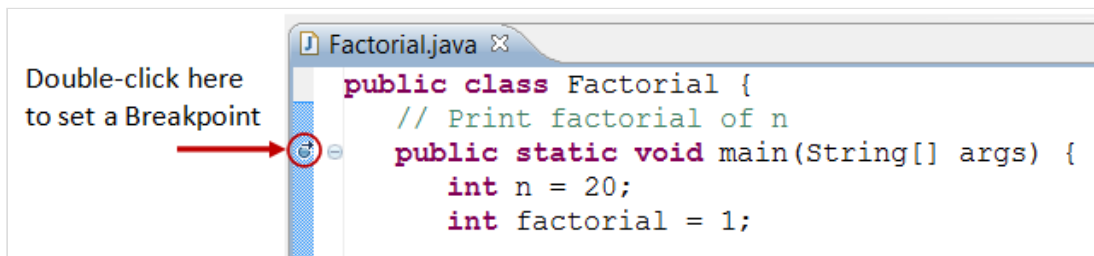 Factorial.java
Double-click here
to set a Breakpoint
public class Factorial {
// Print factorial of n
public static void main(String[] args) {
int n = 20;
int factorial = 1;